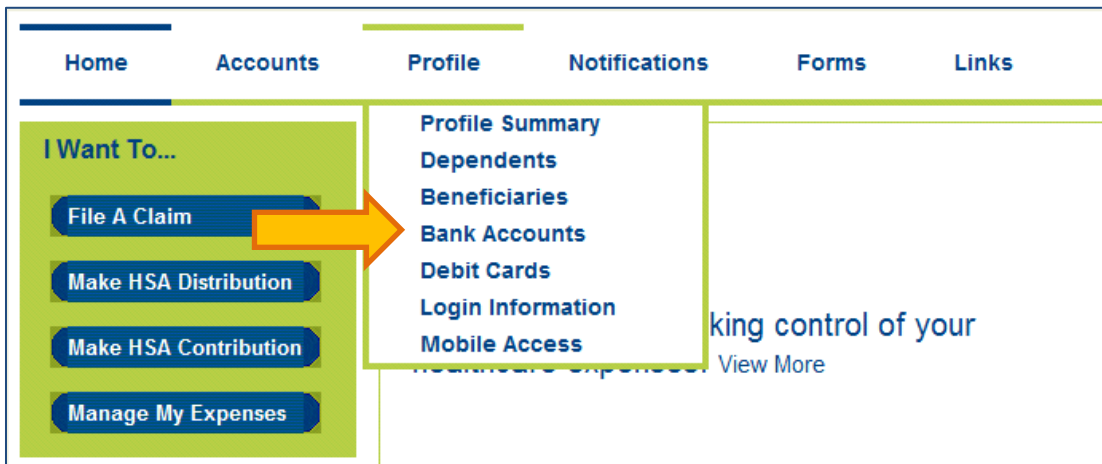 Home Accounts Profile Notifications Forms Links
I Want To...
File A Claim
Make HSA Distribution
Make HSA Contribution
Manage My Expenses
Profile Summary
Dependents
Beneficiaries
Bank Accounts
Debit Cards
Login Information
Mobile Access
king control of your
View More